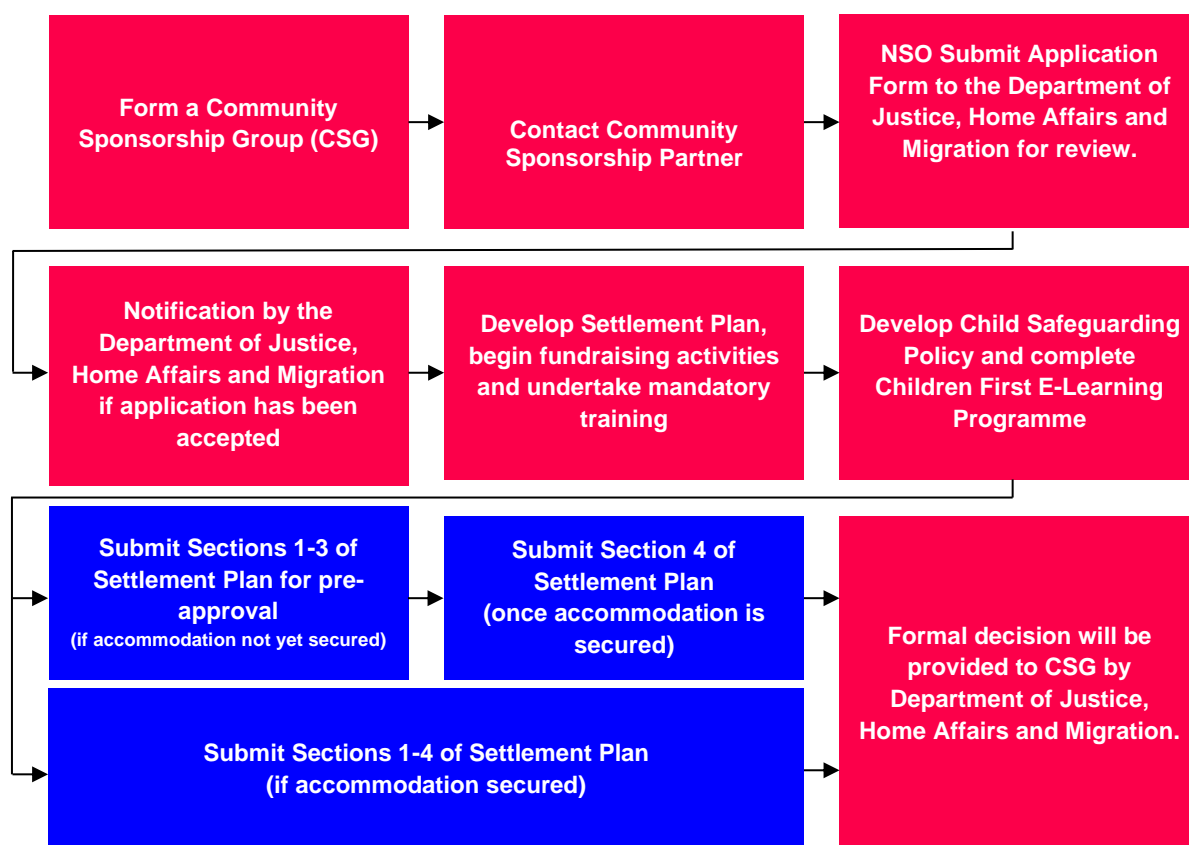 Form a Community
Sponsorship Group (CSG)
Contact Community
Sponsorship Partner
NSO Submit Application
Form to the Department of
Justice, Home Affairs and
Migration for review.
Notification by the
Department of Justice,
Home Affairs and Migration
if application has been
accepted
Develop Settlement Plan,
begin fundraising activities
and undertake mandatory
training
Develop Child Safeguarding
Policy and complete
Children First E-Learning
Programme
Submit Sections 1-3 of
Settlement Plan for pre-
approval
(if accommodation not yet secured)
Submit Section 4 of
Settlement Plan
(once accommodation is
secured)
Submit Sections 1-4 of Settlement Plan
(if accommodation secured)
Formal decision will be
provided to CSG by
Department of Justice,
Home Affairs and Migration.